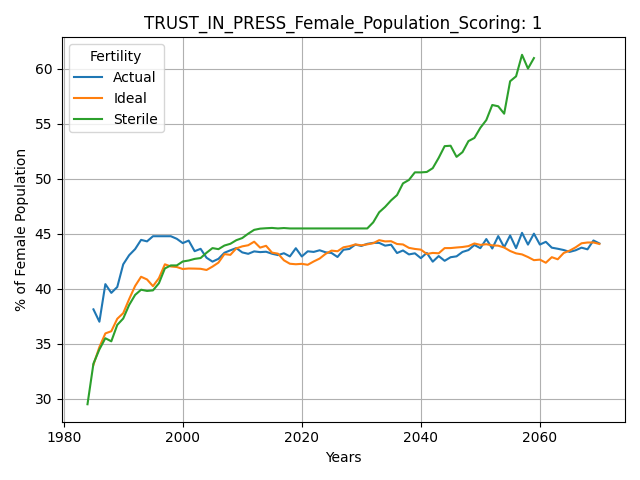 TRUST_IN_PRESS_Female_Population_Scoring: 1
Fertility
Actual
Ideal
Sterile
% of Female Population
60
55
50
45
40
35
30
1980
2000
2020
2040
2060
Years